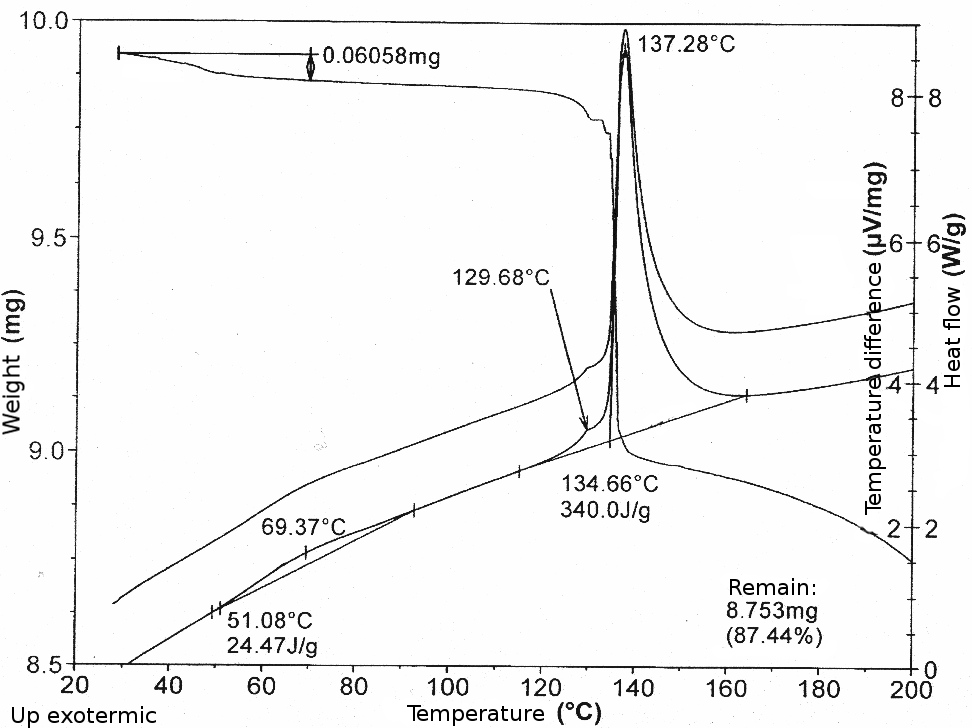 10.0
0.06058mg
137.28°C
8
8
9.5
6
6
129.68°C
Weight (mg)
Temperature difference (µV/mg)
Heat flow (W/g)
4
4
9.0
134.66°C
340.0J/g
69.37°C
2
2
51.08°C
24.47J/g
Remain:
8.753mg
(87.44%)
8.5
0
20
40
60
80
100
120
140
160
180
200
Up exotermic
Temperature (°C)